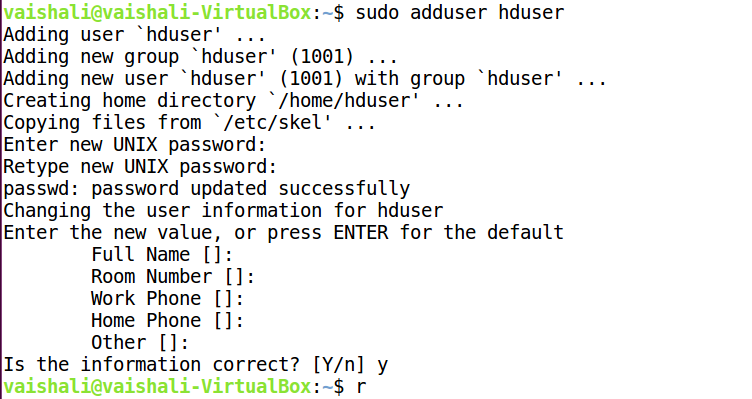 vaishali@vaishali-VirtualBox:~$ sudo adduser hduser
Adding user `hduser' ...
Adding new group `hduser' (1001) ...
Adding new user `hduser' (1001) with group `hduser' ...
Creating home directory `/home/hduser' ...
Copying files from `/etc/skel' ...
Enter new UNIX password:
Retype new UNIX password:
passwd: password updated successfully
Changing the user information for hduser
Enter the new value, or press ENTER for the default
        Full Name []:
        Room Number []:
        Work Phone []:
        Home Phone []:
        Other []:
Is the information correct? [Y/n] y
vaishali@vaishali-VirtualBox:~$ r